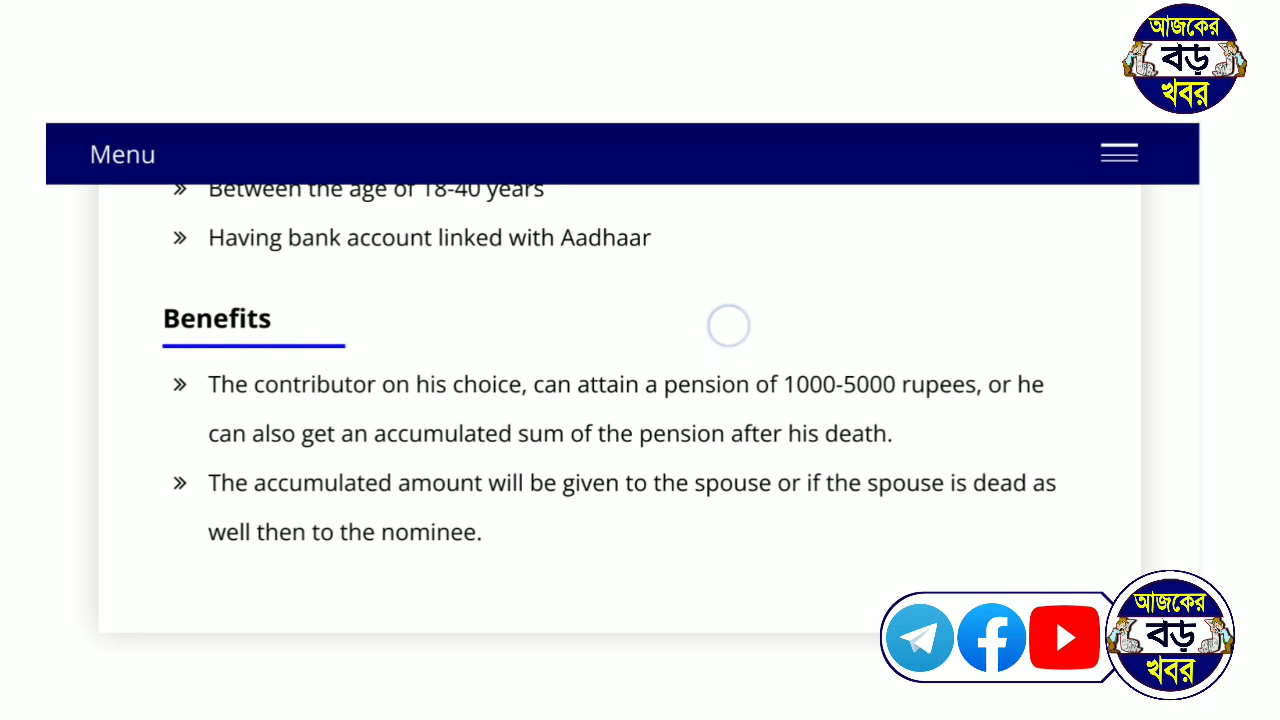 আজকের
বড়
খবর
Menu
Between the age of 18-40 years
Having bank account linked with Aadhaar
Benefits
The contributor on his choice, can attain a pension of 1000-5000 rupees, or he
can also get an accumulated sum of the pension after his death.
The accumulated amount will be given to the spouse or if the spouse is dead as
well then to the nominee.
আজকের
বড়
খবর